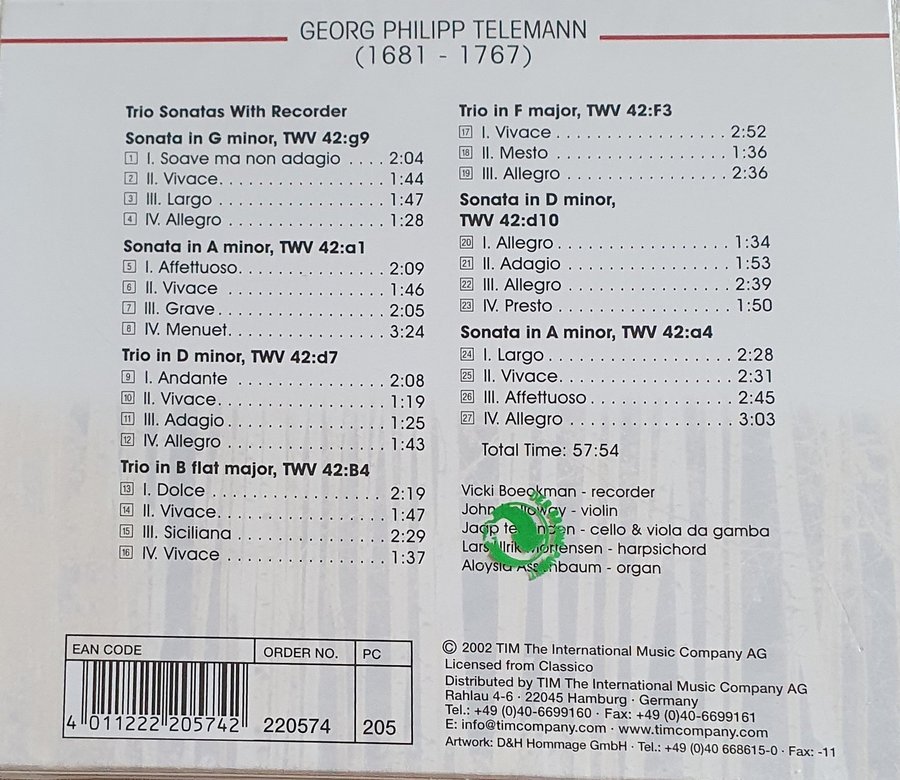 GEORG PHILIPP TELEMANN
(1681 - 1767)
Trio Sonatas With Recorder
Sonata in G minor, TWV 42:g9
1 I. Soave ma non adagio .... 2:04
2 II. Vivace. . . . . . . . . . . . . . . . 1:44
3 III. Largo . . . . . . . . . . . . . . . . 1:47
4 IV. Allegro . . . . . . . . . . . . . . . 1:28
Sonata in A minor, TWV 42:a1
5 I. Affettuoso. . . . . . . . . . . . . . 2:09
6 II. Vivace . . . . . . . . . . . . . . . . 1:46
7 III. Grave. . . . . . . . . . . . . . . . 2:05
8 IV. Menuet. . . . . . . . . . . . . . . 3:24
Trio in D minor, TWV 42:d7
9 I. Andante . . . . . . . . . . . . . . . 2:08
10 II. Vivace. . . . . . . . . . . . . . . . 1:19
11 III. Adagio. . . . . . . . . . . . . . . 1:25
12 IV. Allegro . . . . . . . . . . . . . . . 1:43
Trio in B flat major, TWV 42:B4
13 I. Dolce . . . . . . . . . . . . . . . . . 2:19
14 II. Vivace. . . . . . . . . . . . . . . . 1:47
15 III. Siciliana . . . . . . . . . . . . . . 2:29
16 IV. Vivace . . . . . . . . . . . . . . . 1:37
Trio in F major, TWV 42:F3
17 I. Vivace . . . . . . . . . . . . . . . . . 2:52
18 II. Mesto . . . . . . . . . . . . . . . . . 1:36
19 III. Allegro . . . . . . . . . . . . . . . . 2:36
Sonata in D minor,
TWV 42:d10
20 I. Allegro . . . . . . . . . . . . . . . . . 1:34
21 II. Adagio . . . . . . . . . . . . . . . . 1:53
22 III. Allegro . . . . . . . . . . . . . . . . 2:39
23 IV. Presto . . . . . . . . . . . . . . . . 1:50
Sonata in A minor, TWV 42:a4
24 I. Largo . . . . . . . . . . . . . . . . . . 2:28
25 II. Vivace. . . . . . . . . . . . . . . . . 2:31
26 III. Affettuoso . . . . . . . . . . . . . 2:45
27 IV. Allegro . . . . . . . . . . . . . . . 3:03
Total Time: 57:54
Vicki Boeckman - recorder
John - violin
Jaap - cello & viola da gamba
Lars Ulrik Mortensen - harpsichord
Aloysia Assenbaum - organ
EAN CODE
ORDER NO.
PC
4 011222 205742
220574
205
© 2002 TIM The International Music Company AG
Licensed from Classico
Distributed by TIM The International Music Company AG
Rahlau 4-6 · 22045 Hamburg · Germany
Tel.: +49 (0)40-6699160 · Fax: +49 (0)40-6699161
E: info@timcompany.com · www.timcompany.com
Artwork: D&H Hommage GmbH · Tel.: +49 (0)40 668615-0 · Fax: -11